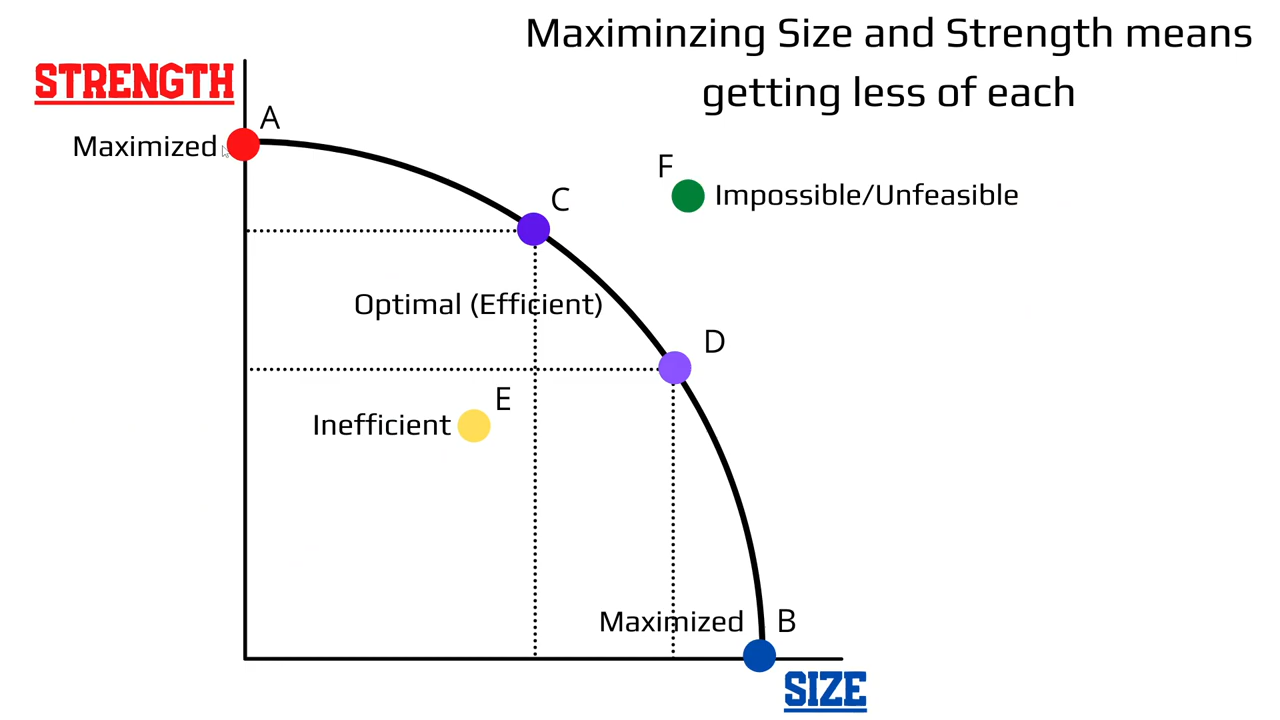 Maximinzing Size and Strength means
getting less of each
STRENGTH
A
Maximized
C
F
Impossible/Unfeasible
Optimal (Efficient)
D
E
Inefficient
Maximized
B
SIZE